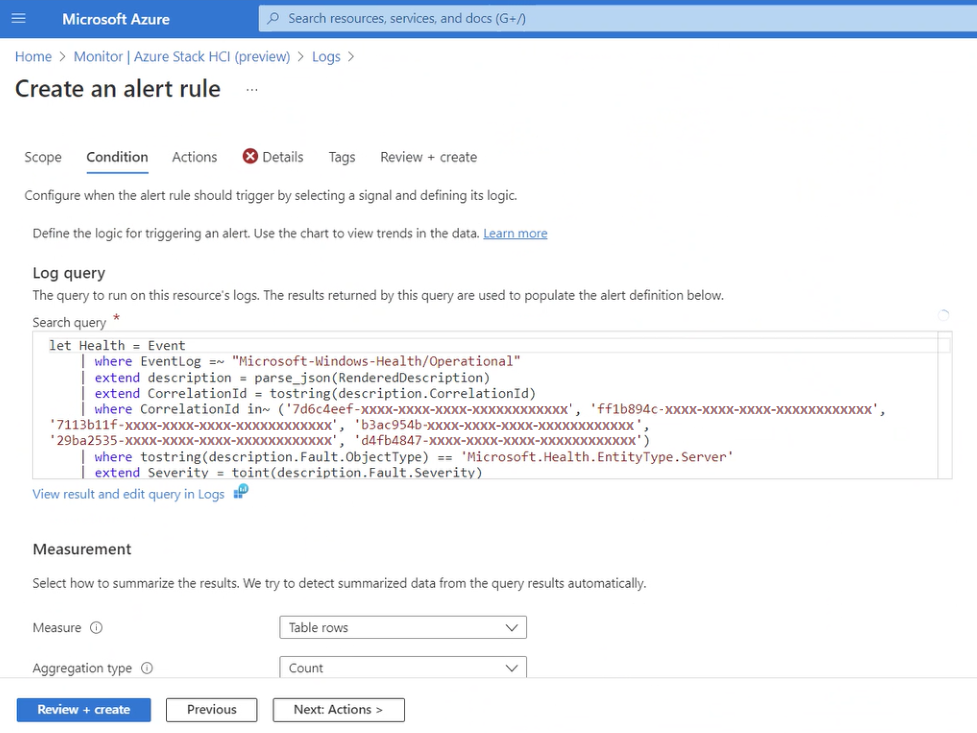 Microsoft Azure
Search resources, services, and docs (G+/)
Home > Monitor | Azure Stack HCI (preview) > Logs >
Create an alert rule ...
Scope Condition Actions Details Tags Review + create
Configure when the alert rule should trigger by selecting a signal and defining its logic.
Define the logic for triggering an alert. Use the chart to view trends in the data. Learn more
Log query
The query to run on this resource's logs. The results returned by this query are used to populate the alert definition below.
Search query *
let Health = Event
| where EventLog =~ "Microsoft-Windows-Health/Operational"
| extend description = parse_json(RenderedDescription)
| extend CorrelationId = tostring(description.CorrelationId)
| where CorrelationId in~ ('7d6c4eef-xxxx-xxxx-xxxx-xxxxxxxxxxxx', 'ff1b894c-xxxx-xxxx-xxxx-xxxxxxxxxxxx',
'7113b11f-xxxx-xxxx-xxxx-xxxxxxxxxxxx', 'b3ac954b-xxxx-xxxx-xxxx-xxxxxxxxxxxx',
'29ba2535-xxxx-xxxx-xxxx-xxxxxxxxxxxx', 'd4fb4847-xxxx-xxxx-xxxx-xxxxxxxxxxxx')
| where tostring(description.Fault.ObjectType) == 'Microsoft.Health.EntityType.Server'
| extend Severity = toint(description.Fault.Severity)
View result and edit query in Logs
Measurement
Select how to summarize the results. We try to detect summarized data from the query results automatically.
Measure Table rows
Aggregation type Count
Review + create Previous Next: Actions >